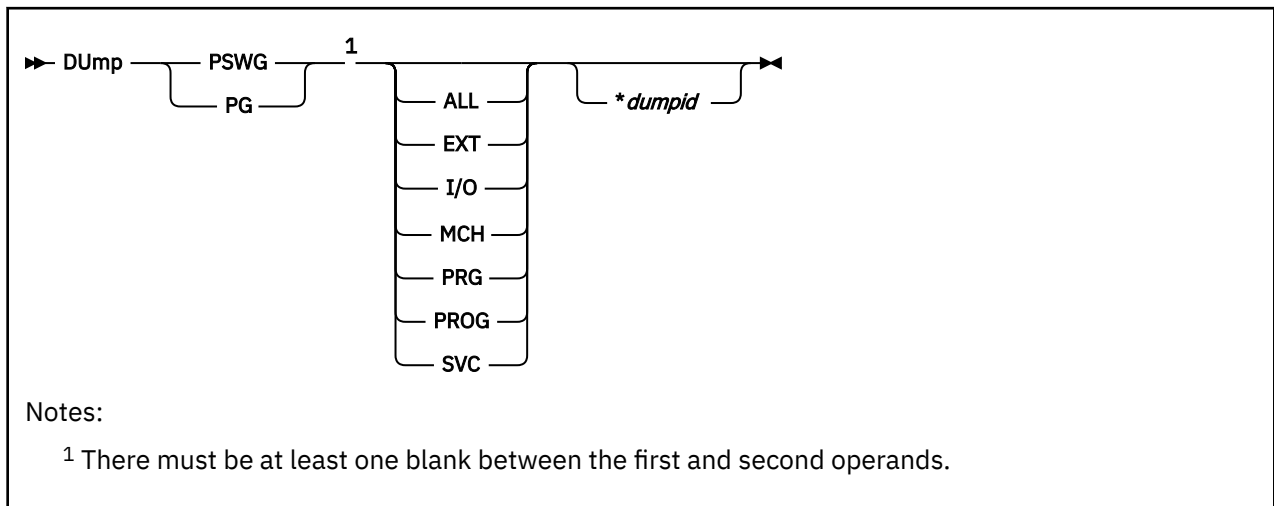 1
DUmp PSWG
PG
ALL
* dumpid
EXT
I/O
MCH
PRG
PROG
SVC
Notes:
1 There must be at least one blank between the first and second operands.